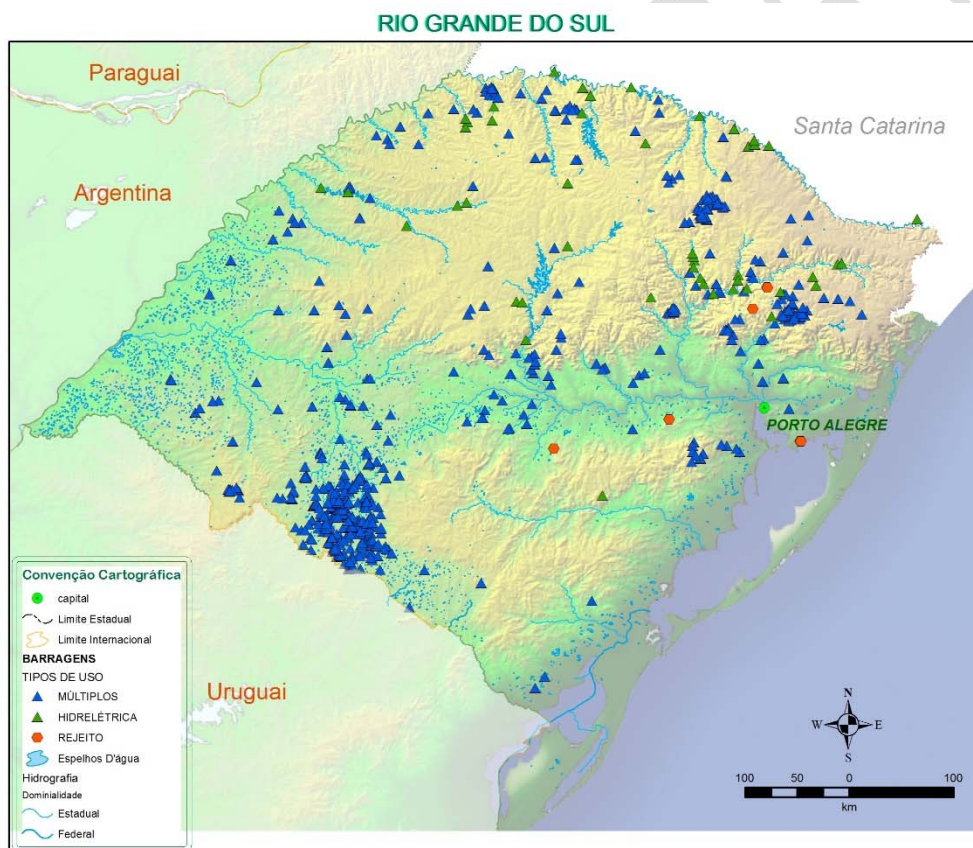 RIO GRANDE DO SUL
Paraguai
Santa Catarina
Argentina
PORTO ALEGRE
Uruguai
Convenção Cartográfica
capital
Limite Estadual
Limite Internacional
BARRAGENS
TIPOS DE USO
MÚLTIPLOS
HIDRELÉTRICA
REJEITO
Espelhos D'água
Hidrografia
Dominialidade
Estadual
Federal
N
W E
S
100 50 0 100
km